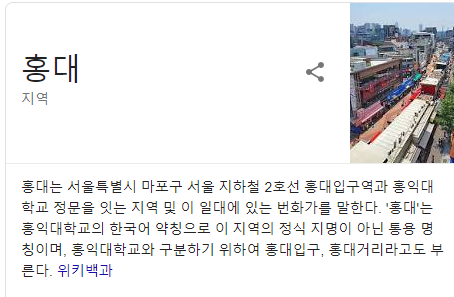 홍대
지역
홍대는 서울특별시 마포구 서울 지하철 2호선 홍대입구역과 홍익대
학교 정문을 잇는 지역 및 이 일대에 있는 번화가를 말한다. '홍대'는
홍익대학교의 한국어 약칭으로 이 지역의 정식 지명이 아닌 통용 명
칭이며, 홍익대학교와 구분하기 위하여 홍대입구, 홍대거리라고도 부
른다. 위키백과